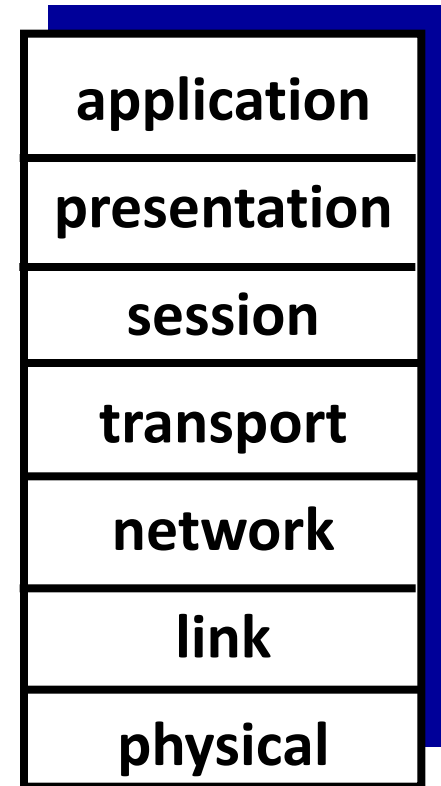 application
presentation
session
transport
network
link
physical